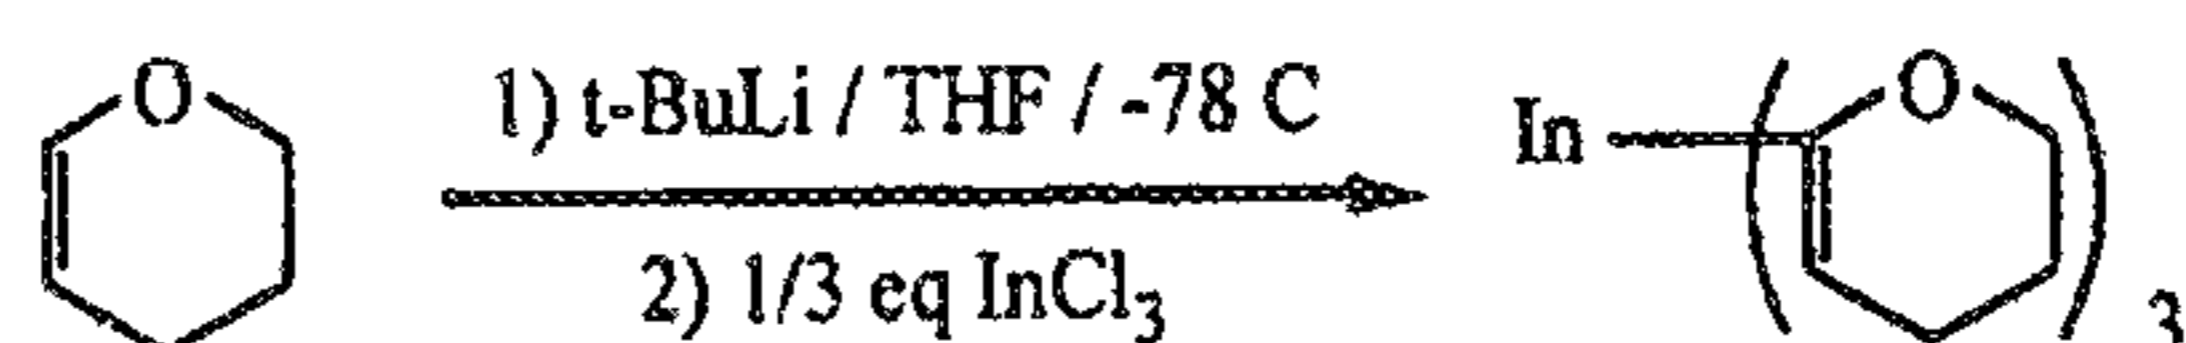 O
1) t-BuLi / THF / -78 C
2) 1/3 eq InCl₃
In
O
3